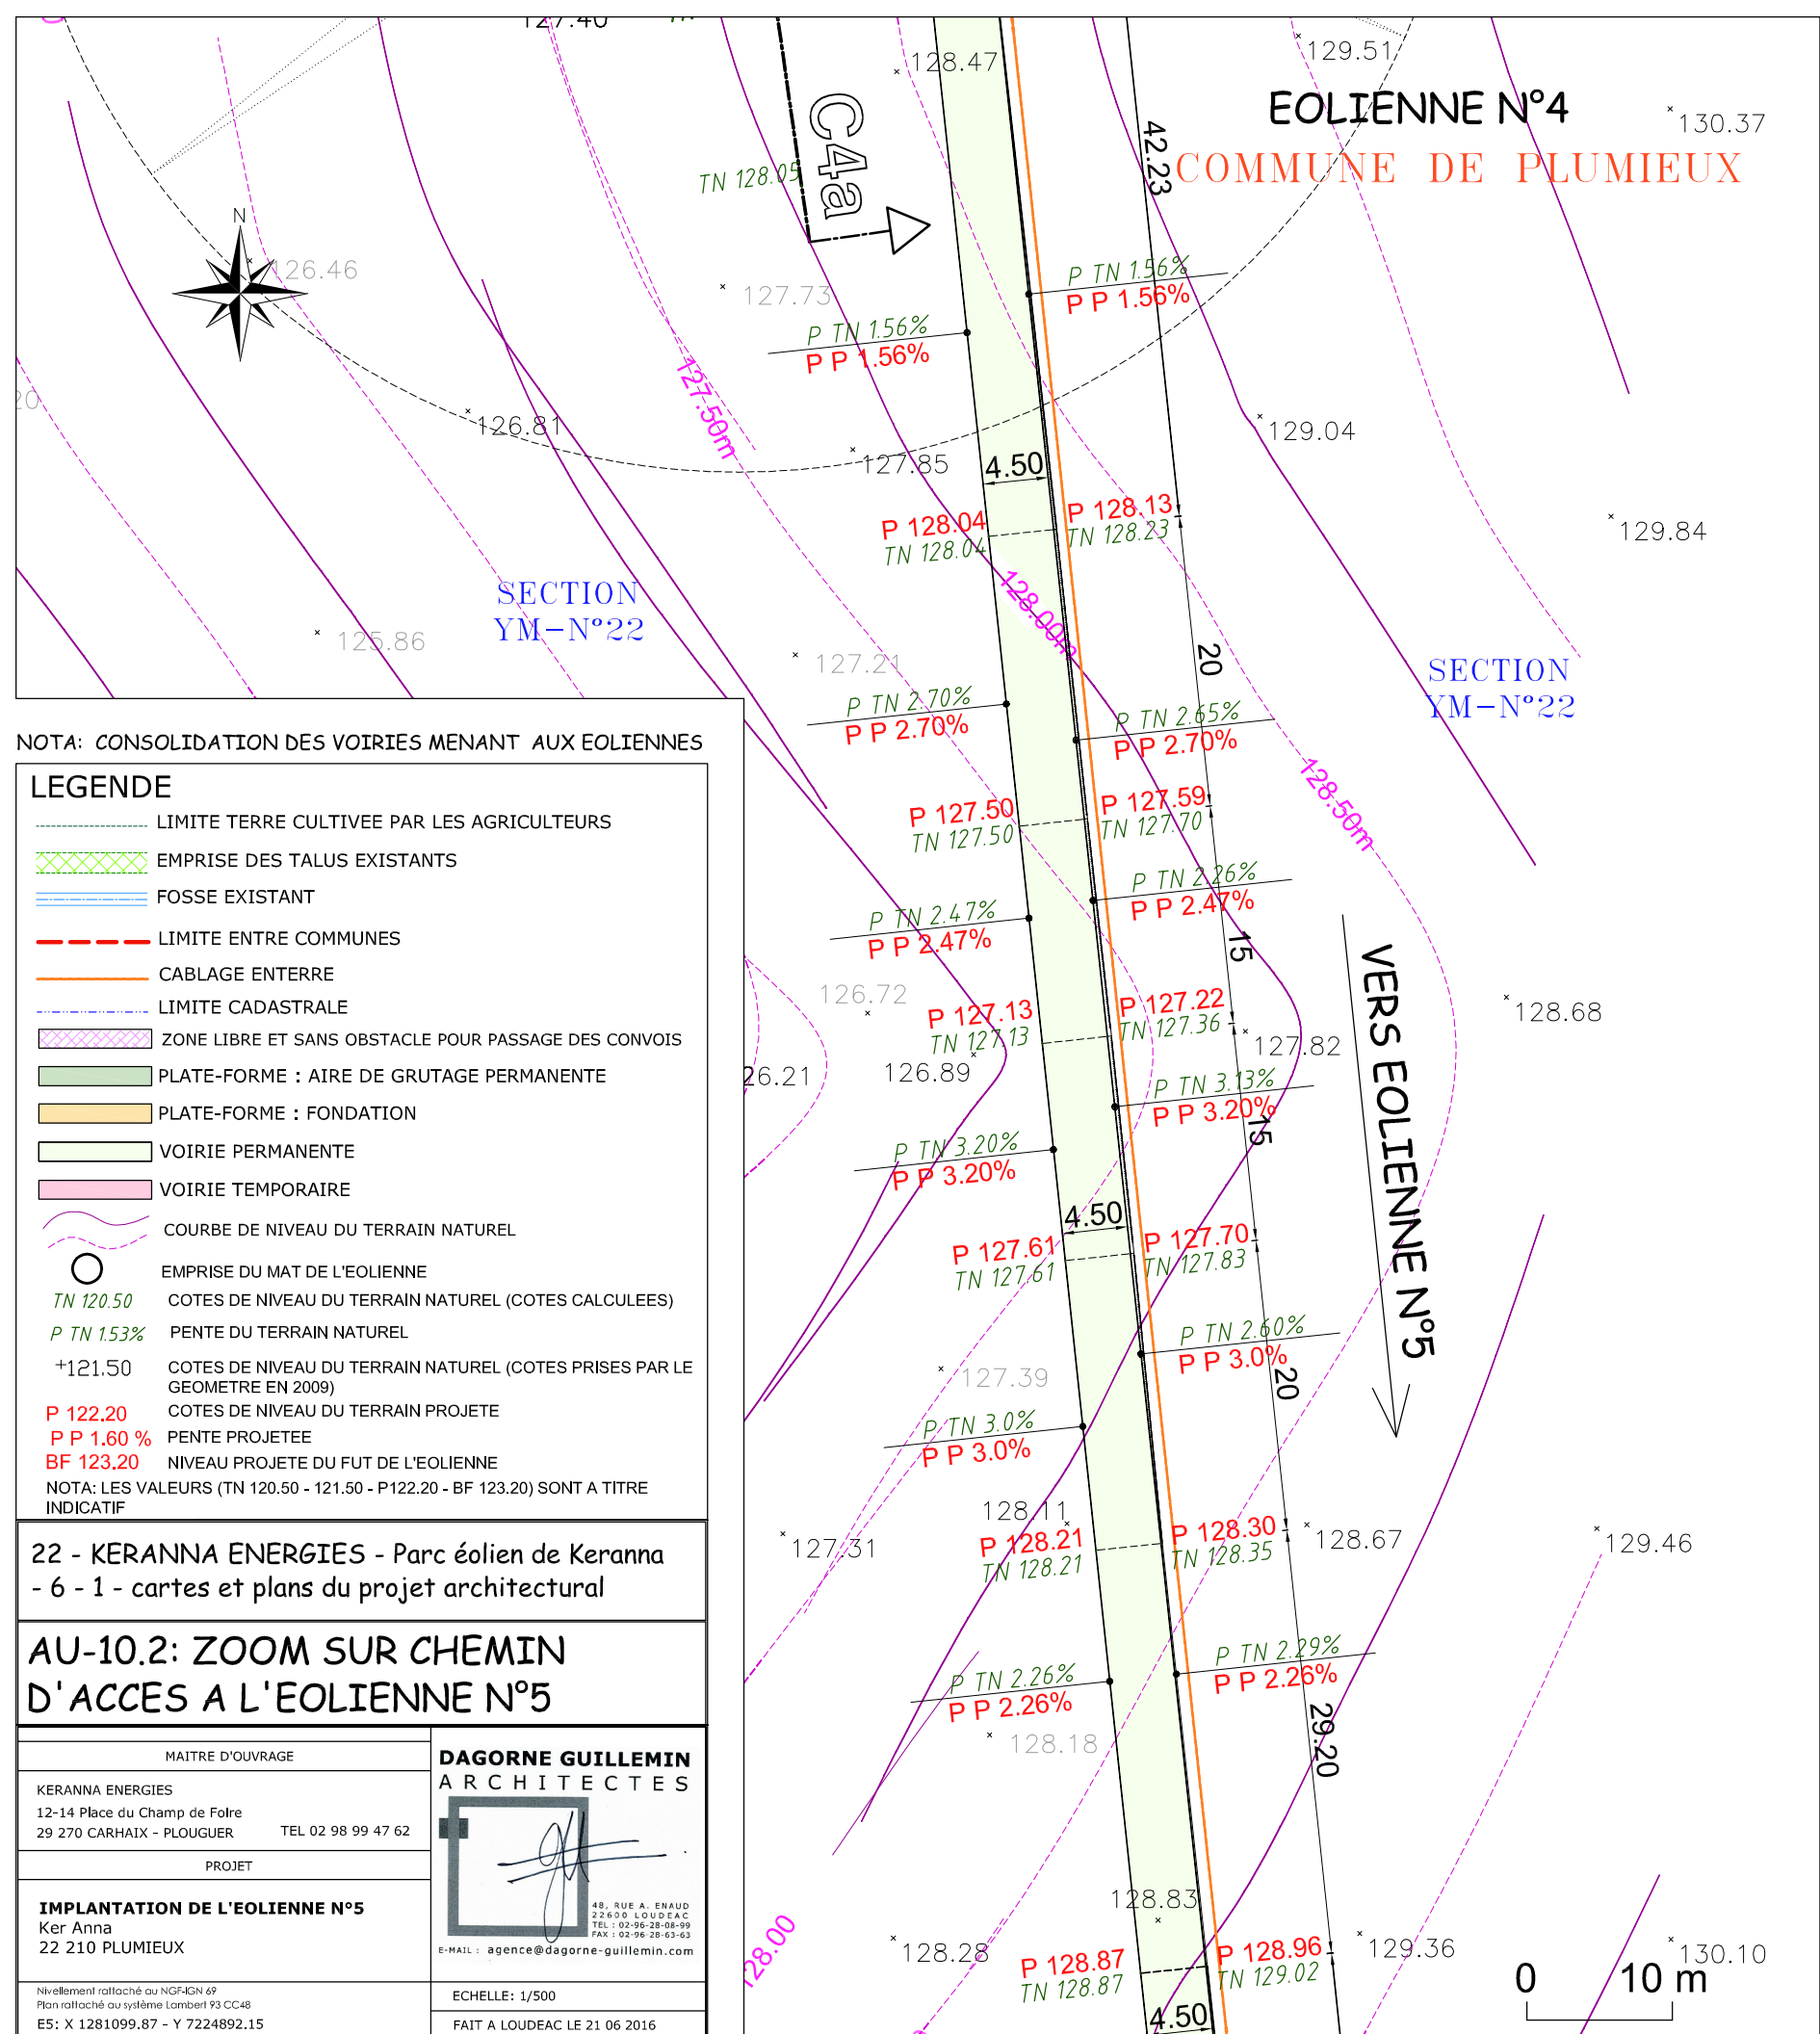 127.40
128.47
129.51
EOLIENNE N°4
130.37
COMMUNE DE PLUMIEUX
42.23
C4a
TN 128.05
N
126.46
127.73
P TN 1.56%
P P 1.56%
P TN 1.56%
P P 1.56%
127.50m
20
126.81
127.85
4.50
129.04
P 128.04
TN 128.04
P 128.13
TN 128.23
129.84
SECTION
YM-N°22
128.00m
125.86
127.21
20
SECTION
YM-N°22
P TN 2.70%
P P 2.70%
P TN 2.65%
P P 2.70%
128.50m
P 127.50
TN 127.50
P 127.59
TN 127.70
P TN 2.26%
P P 2.47%
P TN 2.47%
P P 2.47%
15
VERS EOLIENNE N°5
126.72
P 127.13
TN 127.13
P 127.22
TN 127.36
128.68
127.82
26.21
126.89
P TN 3.13%
P P 3.20%
15
P TN 3.20%
P P 3.20%
4.50
P 127.61
TN 127.61
P 127.70
TN 127.83
P TN 2.60%
P P 3.0%
127.39
20
P TN 3.0%
P P 3.0%
128.11
127.31
P 128.21
TN 128.21
P 128.30
TN 128.35
128.67
129.46
P TN 2.26%
P P 2.26%
P TN 2.29%
P P 2.26%
128.18
29.20
128.83
128.00
128.28
P 128.87
TN 128.87
P 128.96
TN 129.02
129.36
130.10
4.50
0 10 m
NOTA: CONSOLIDATION DES VOIRIES MENANT AUX EOLIENNES
LEGENDE
LIMITE TERRE CULTIVEE PAR LES AGRICULTEURS
EMPRISE DES TALUS EXISTANTS
FOSSE EXISTANT
LIMITE ENTRE COMMUNES
CABLAGE ENTERRE
LIMITE CADASTRALE
ZONE LIBRE ET SANS OBSTACLE POUR PASSAGE DES CONVOIS
PLATE-FORME : AIRE DE GRUTAGE PERMANENTE
PLATE-FORME : FONDATION
VOIRIE PERMANENTE
VOIRIE TEMPORAIRE
COURBE DE NIVEAU DU TERRAIN NATUREL
EMPRISE DU MAT DE L'EOLIENNE
TN 120.50 COTES DE NIVEAU DU TERRAIN NATUREL (COTES CALCULEES)
P TN 1.53% PENTE DU TERRAIN NATUREL
+121.50 COTES DE NIVEAU DU TERRAIN NATUREL (COTES PRISES PAR LE
GEOMETRE EN 2009)
P 122.20 COTES DE NIVEAU DU TERRAIN PROJETE
P P 1.60 % PENTE PROJETEE
BF 123.20 NIVEAU PROJETE DU FUT DE L'EOLIENNE
NOTA: LES VALEURS (TN 120.50 - 121.50 - P122.20 - BF 123.20) SONT A TITRE
INDICATIF
22 - KERANNA ENERGIES - Parc éolien de Keranna
- 6 - 1 - cartes et plans du projet architectural
AU-10.2: ZOOM SUR CHEMIN
D'ACCES A L'EOLIENNE N°5
MAITRE D'OUVRAGE
KERANNA ENERGIES
12-14 Place du Champ de Foire
29 270 CARHAIX - PLOUGUER TEL 02 98 99 47 62
PROJET
IMPLANTATION DE L'EOLIENNE N°5
Ker Anna
22 210 PLUMIEUX
Nivellement rattaché au NGF-IGN 69
Plan rattaché au système Lambert 93 CC48
E5: X 1281099.87 - Y 7224892.15
DAGORNE GUILLEMIN
ARCHITECTES
48, RUE A. ENAUD
22600 LOUDEAC
TEL : 02-96-28-08-99
FAX : 02-96-28-63-63
E-MAIL : agence@dagorne-guillemin.com
ECHELLE: 1/500
FAIT A LOUDEAC LE 21 06 2016